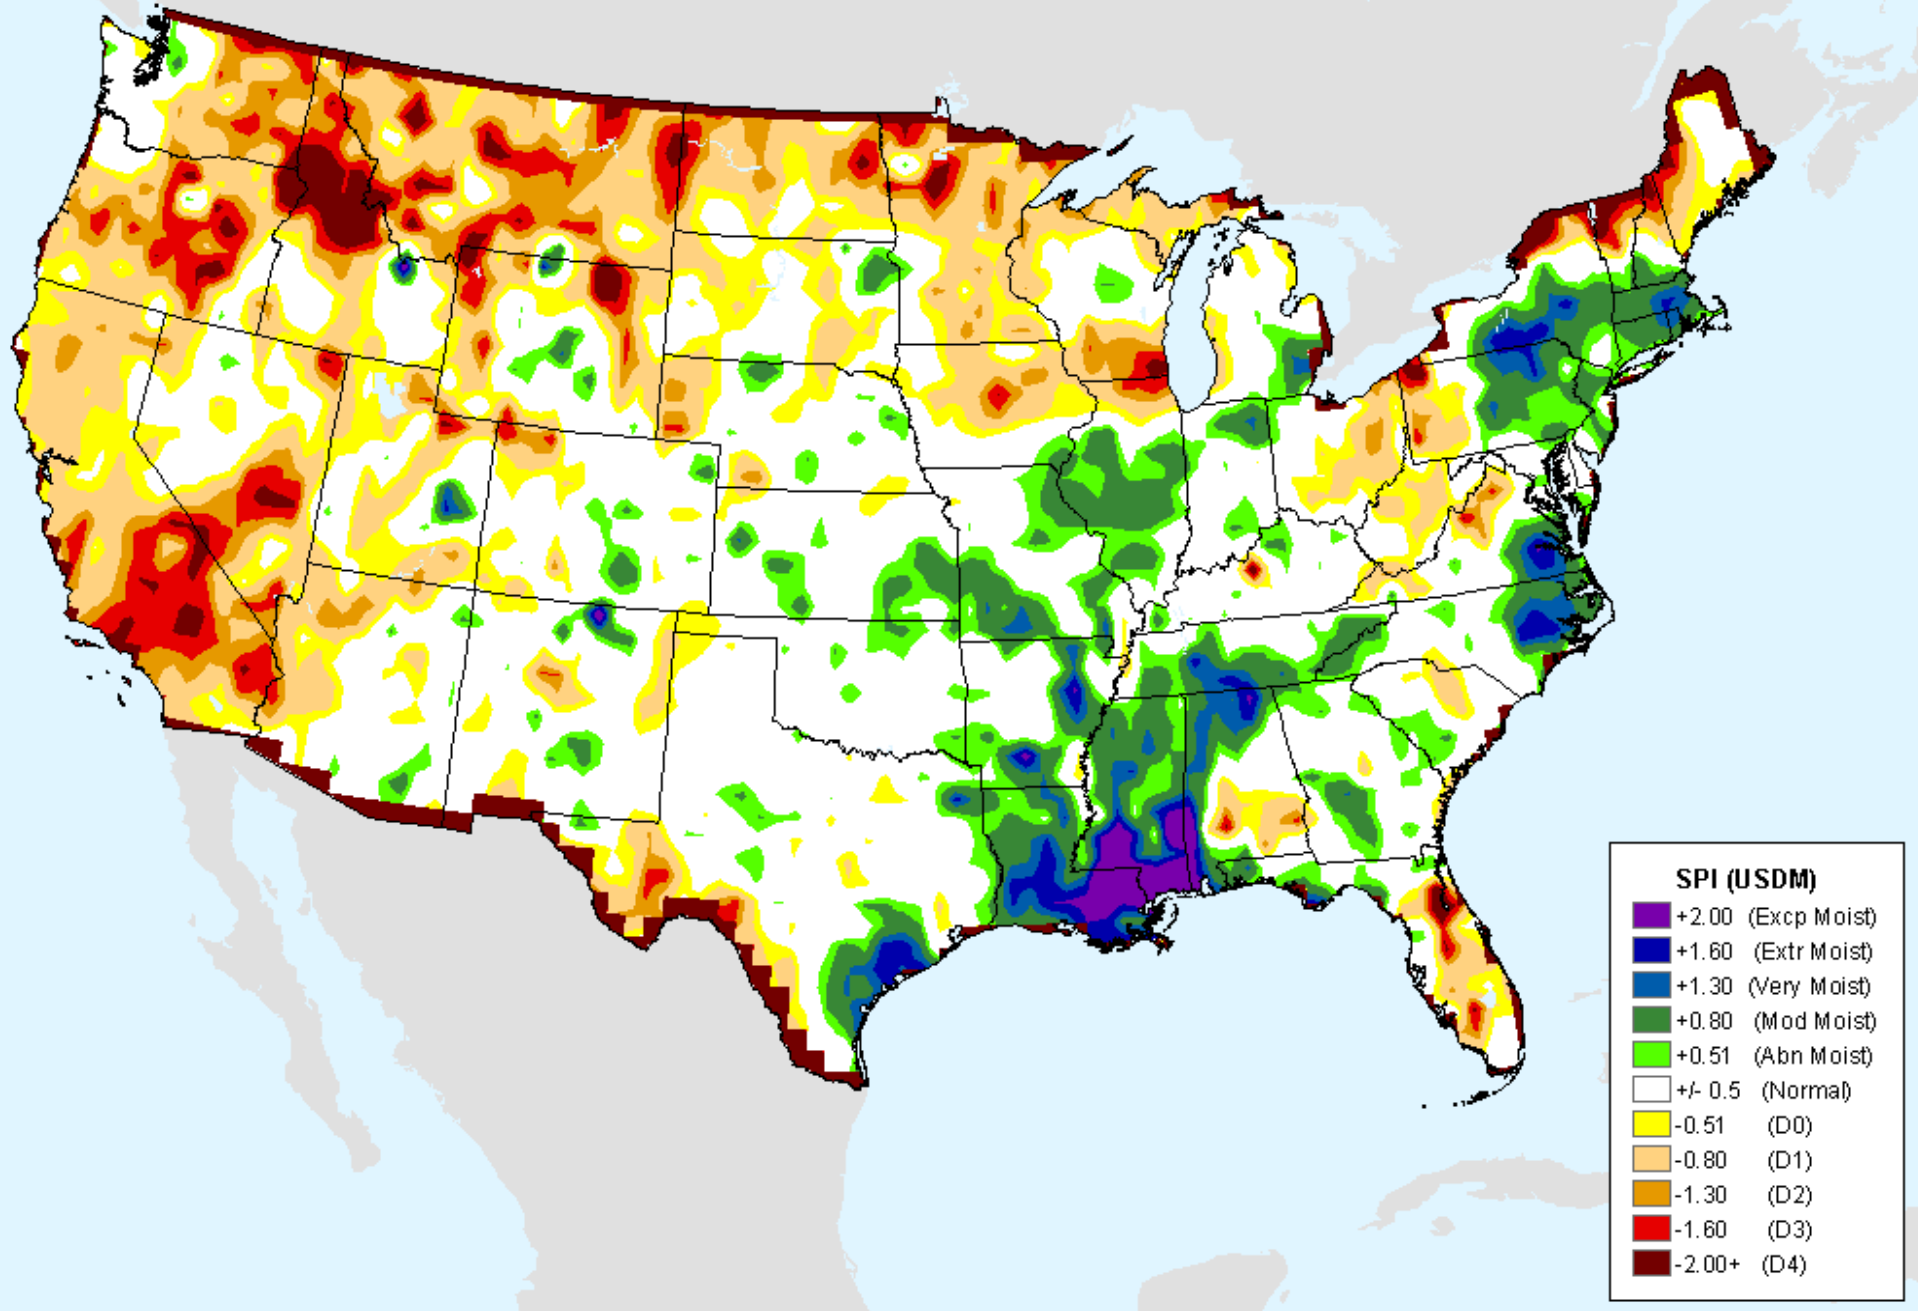 SPI (USDM)
+2.00 (Excp Moist)
+1.60 (Extr Moist)
+1.30 (Very Moist)
+0.80 (Mod Moist)
+0.51 (Abn Moist)
+/- 0.5 (Normal)
-0.51 (D0)
-0.80 (D1)
-1.30 (D2)
-1.60 (D3)
-2.00+ (D4)